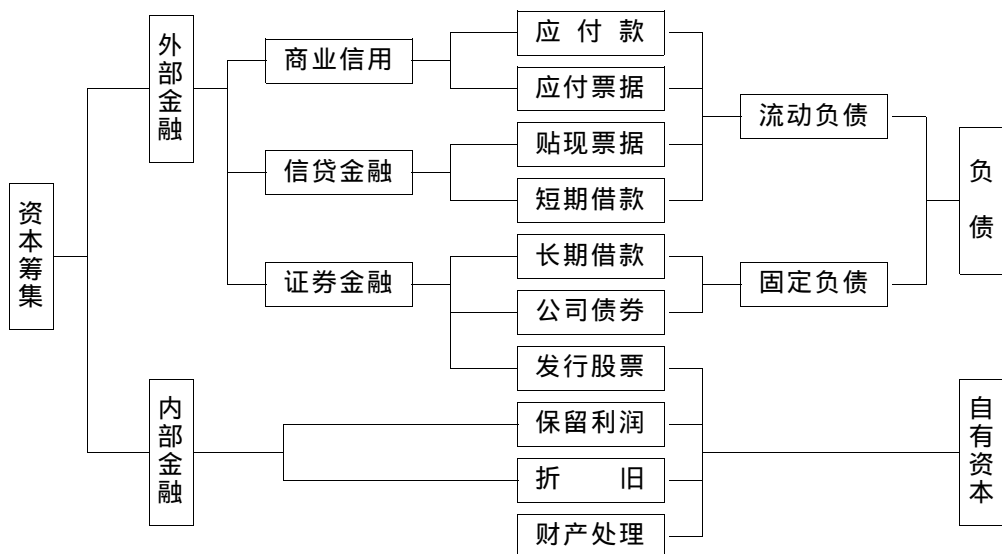 资本筹集
外部金融
内部金融
商业信用
信贷金融
证券金融
应付款
应付票据
贴现票据
短期借款
长期借款
公司债券
发行股票
保留利润
折旧
财产处理
流动负债
固定负债
负债
自有资本